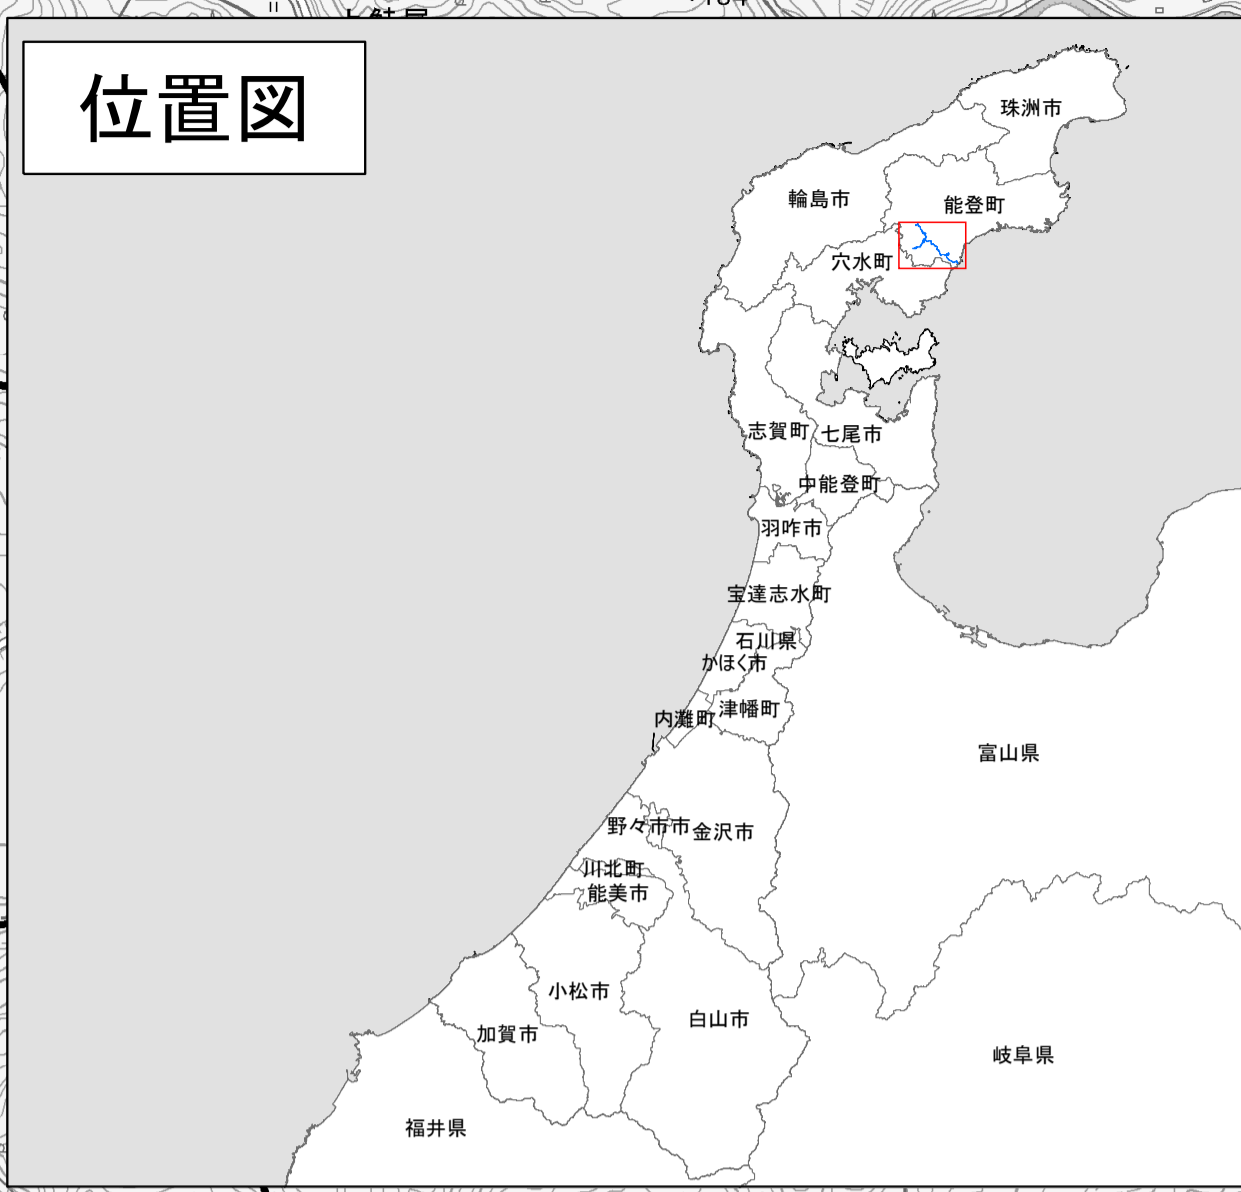 位置図
珠洲市
輪島市
能登町
穴水町
志賀町
七尾市
中能登町
羽咋市
宝達志水町
石川県
かほく市
津幡町
内灘町
富山県
野々市市
金沢市
川北町
能美市
小松市
白山市
加賀市
岐阜県
福井県